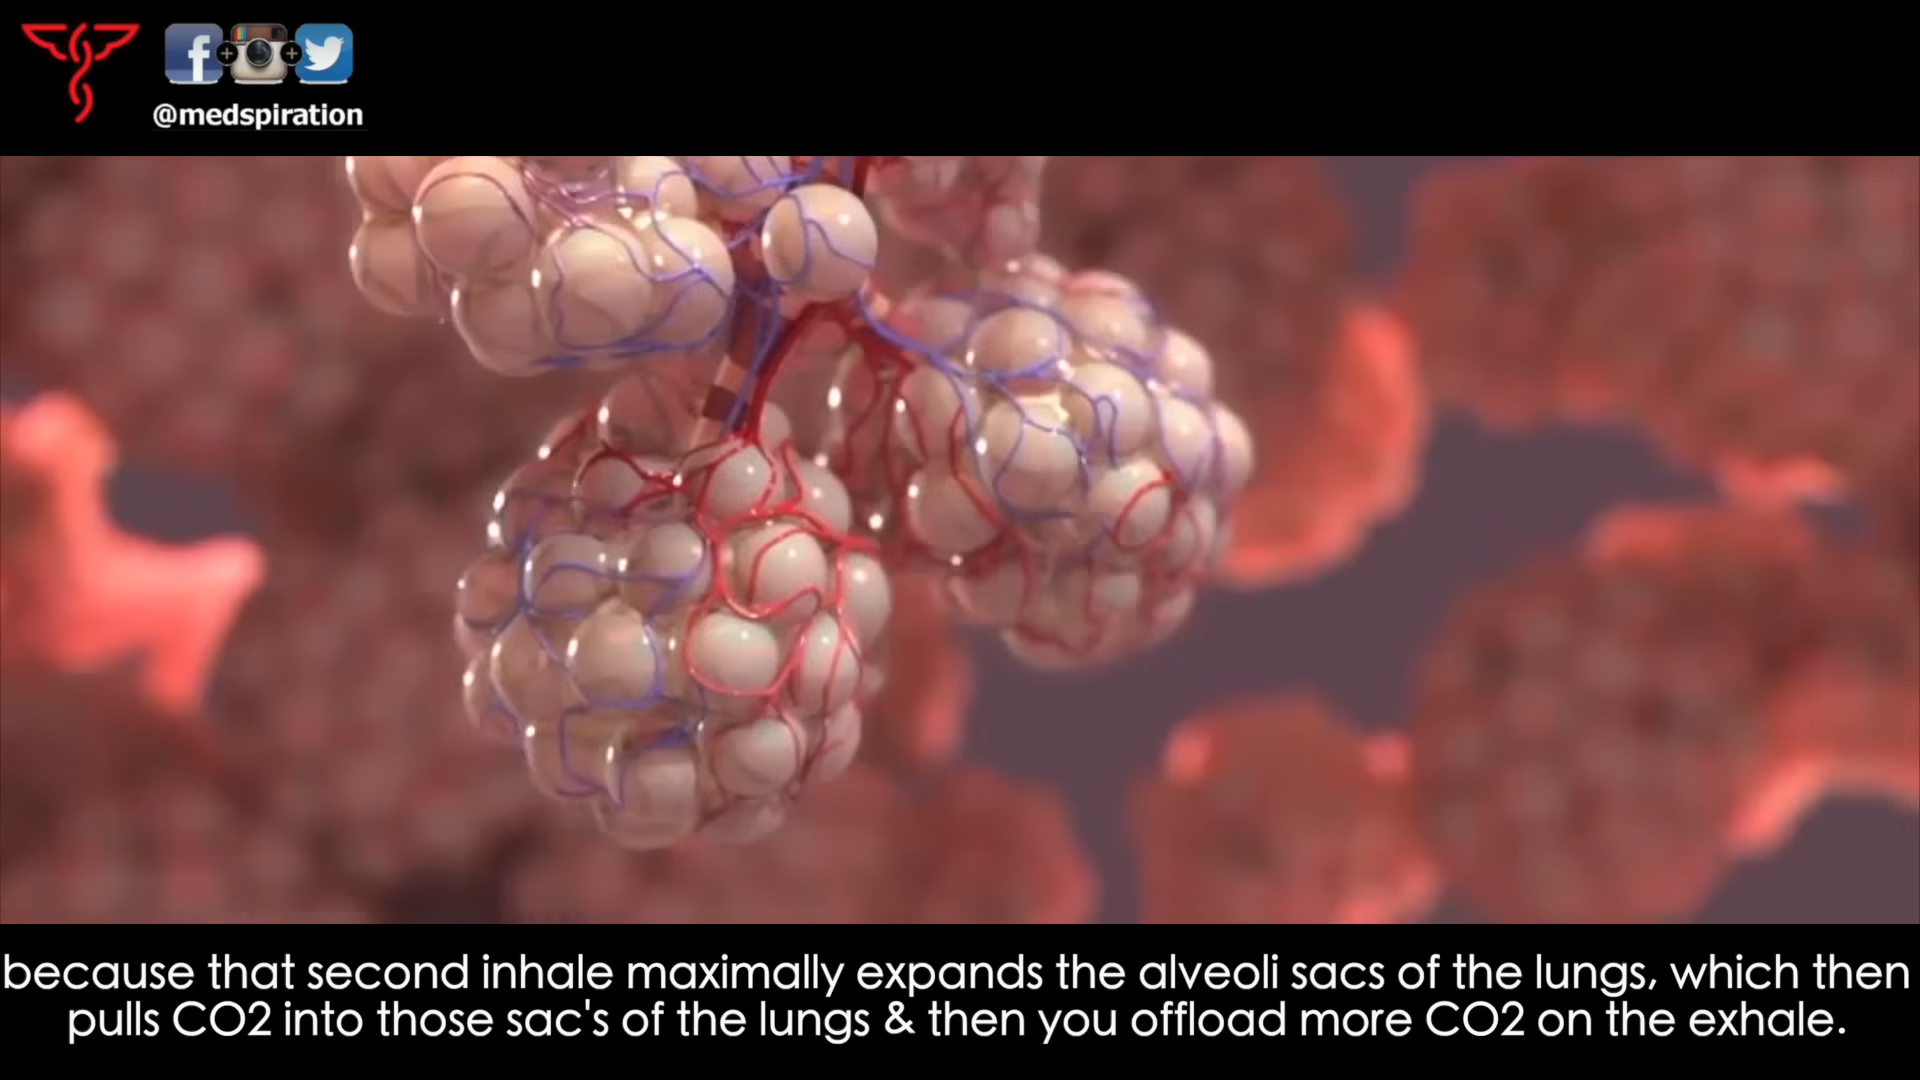 @medspiration
because that second inhale maximally expands the alveoli sacs of the lungs, which then
pulls CO2 into those sac's of the lungs & then you offload more CO2 on the exhale.